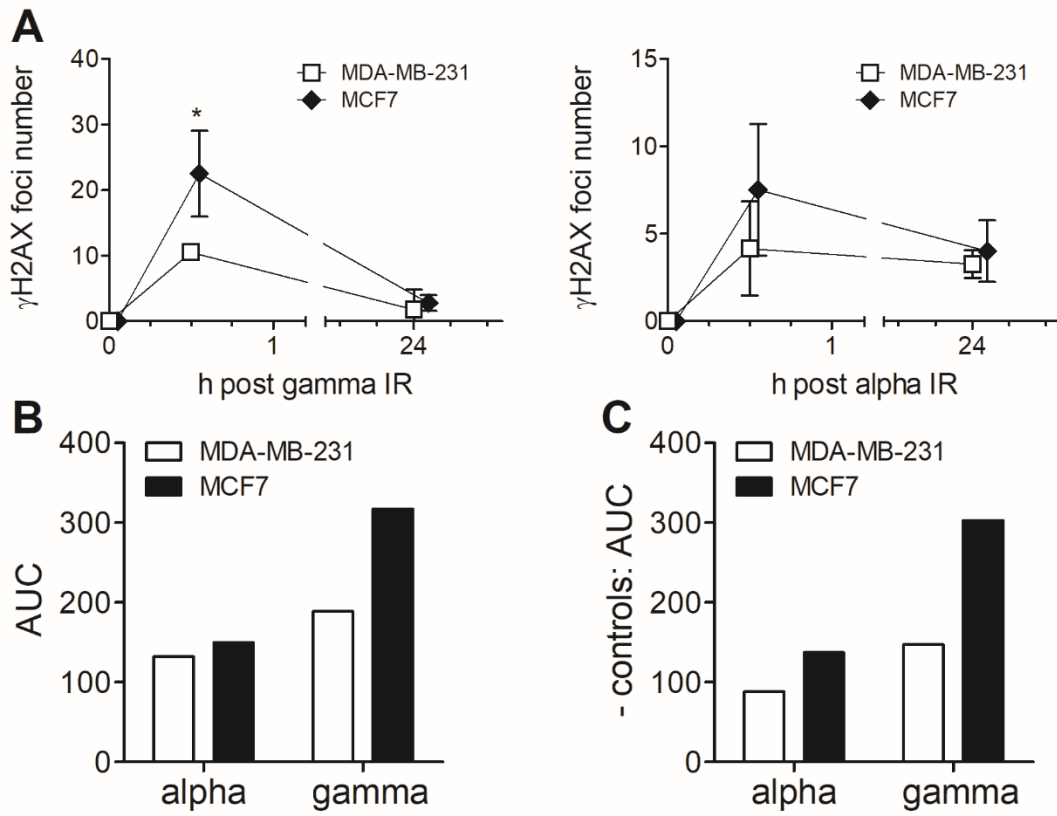 A
γH2AX foci number
40
30
20
10
0
MDA-MB-231
MCF7
*
0
1
24
h post gamma IR
γH2AX foci number
15
10
5
0
MDA-MB-231
MCF7
0
1
24
h post alpha IR
B
AUC
400
300
200
100
0
MDA-MB-231
MCF7
alpha
gamma
C
- controls: AUC
400
300
200
100
0
MDA-MB-231
MCF7
alpha
gamma